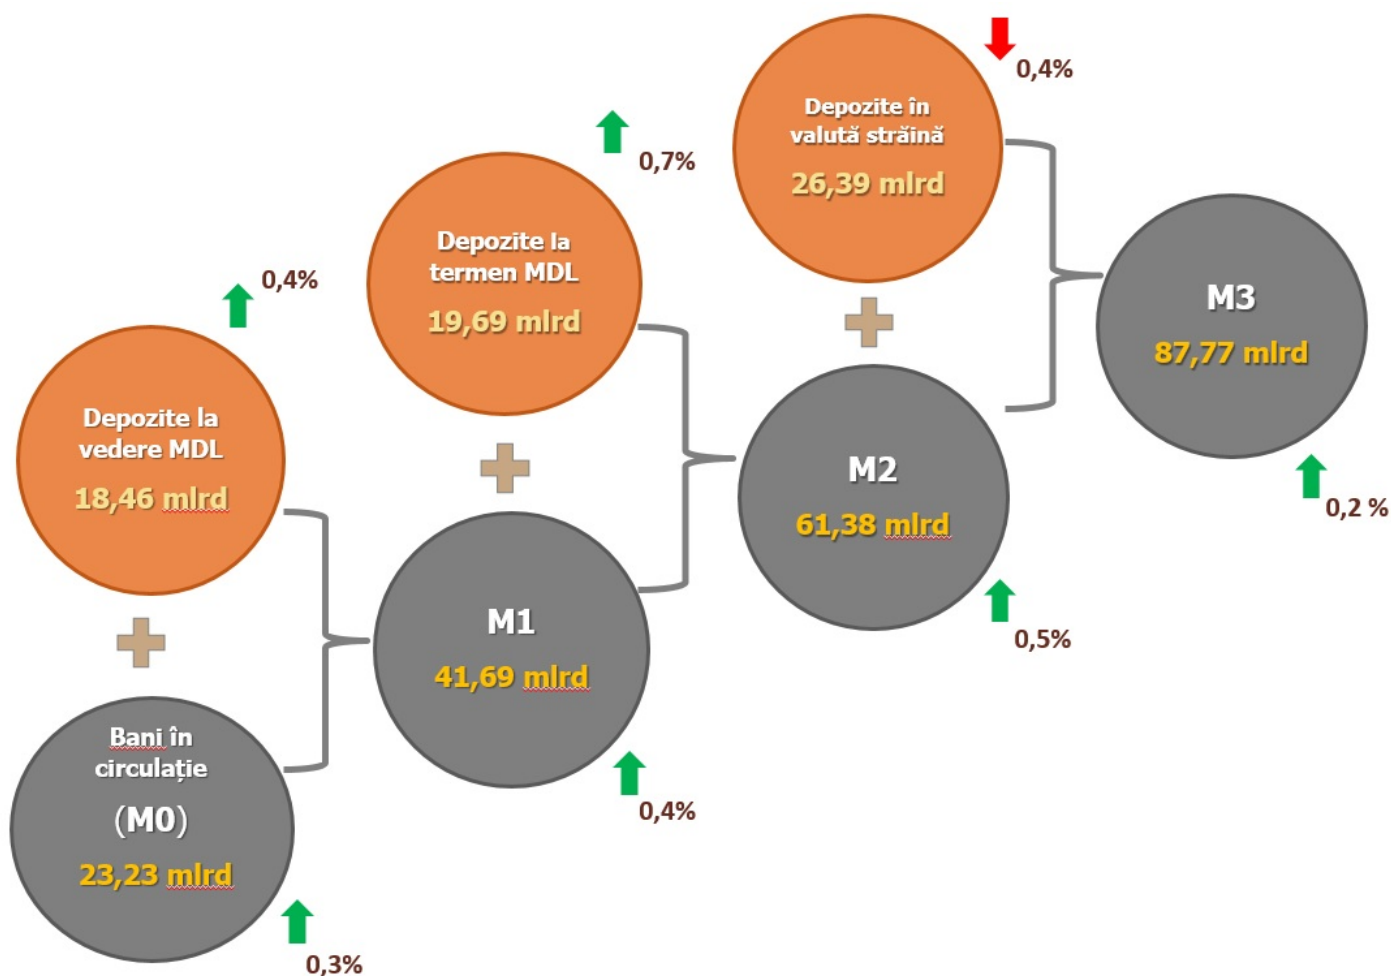 Depozite în
valută străină
26,39 mlrd
0,4%
Depozite la
termen MDL
19,69 mlrd
0,7%
M3
87,77 mlrd
0,2 %
Depozite la
vedere MDL
18,46 mlrd
0,4%
M2
61,38 mlrd
0,5%
M1
41,69 mlrd
0,4%
Bani în
circulație
(M0)
23,23 mlrd
0,3%